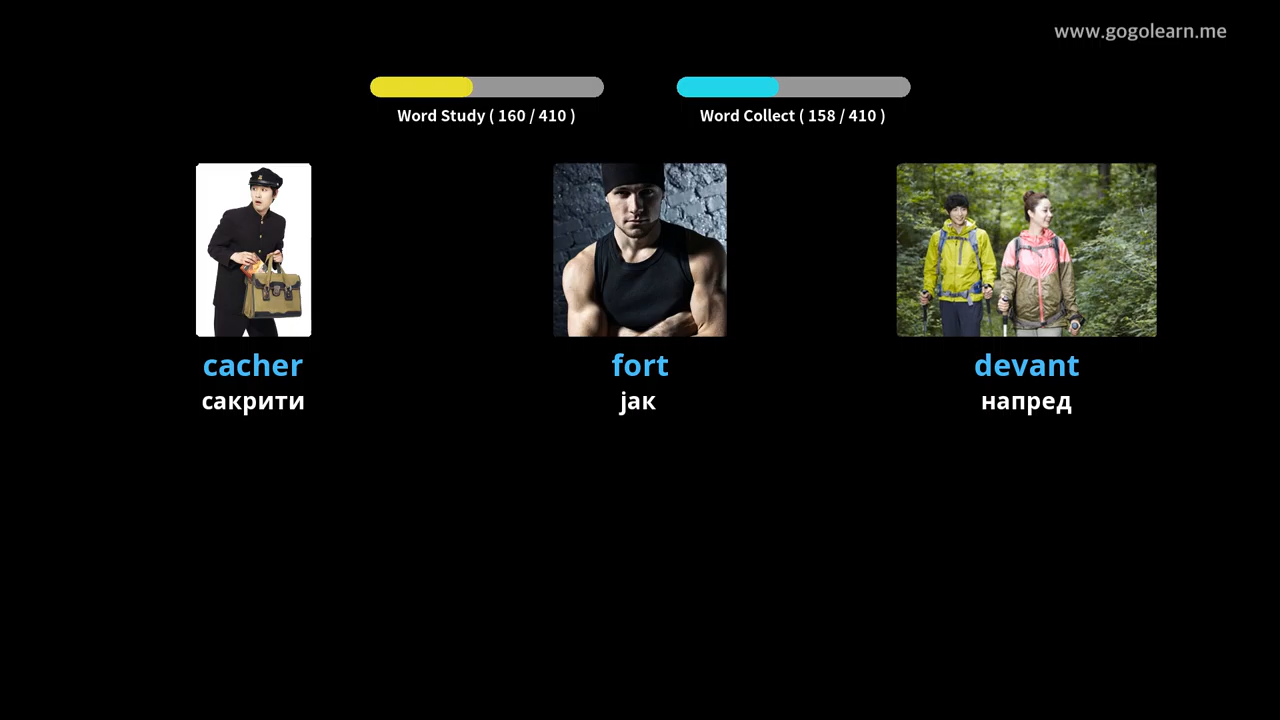 www.gogolearn.me
Word Study ( 160 / 410 )
Word Collect ( 158 / 410 )
cacher
fort
devant
сакрити
јак
напред